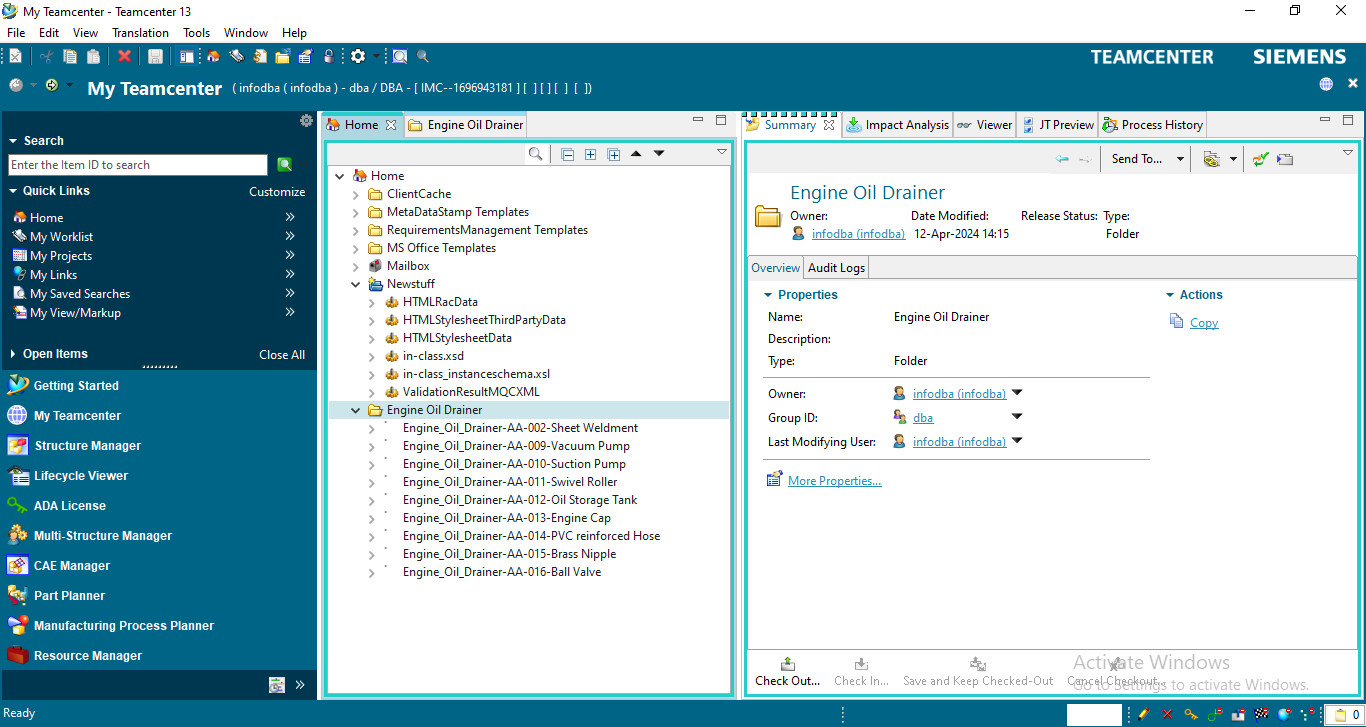 My Teamcenter - Teamcenter 13
File Edit View Translation Tools Window Help
TEAMCENTER SIEMENS
My Teamcenter ( infodba ( infodba ) - dba / DBA - [ IMC--1696943181 ] [ ] [ ] [ ] [ ])
Search
Enter the Item ID to search
Quick Links Customize
Home
My Worklist
My Projects
My Links
My Saved Searches
My View/Markup
Open Items Close All
Getting Started
My Teamcenter
Structure Manager
Lifecycle Viewer
ADA License
Multi-Structure Manager
CAE Manager
Part Planner
Manufacturing Process Planner
Resource Manager
Home Engine Oil Drainer
Home
ClientCache
MetaDataStamp Templates
RequirementsManagement Templates
MS Office Templates
Mailbox
Newstuff
HTMLRacData
HTMLStylesheetThirdPartyData
HTMLStylesheetData
in-class.xsd
in-class_instanceschema.xsl
ValidationResultMQCXML
Engine Oil Drainer
Engine_Oil_Drainer-AA-002-Sheet Weldment
Engine_Oil_Drainer-AA-009-Vacuum Pump
Engine_Oil_Drainer-AA-010-Suction Pump
Engine_Oil_Drainer-AA-011-Swivel Roller
Engine_Oil_Drainer-AA-012-Oil Storage Tank
Engine_Oil_Drainer-AA-013-Engine Cap
Engine_Oil_Drainer-AA-014-PVC reinforced Hose
Engine_Oil_Drainer-AA-015-Brass Nipple
Engine_Oil_Drainer-AA-016-Ball Valve
Summary Impact Analysis Viewer JT Preview Process History
Send To...
Engine Oil Drainer
Owner: Date Modified: Release Status: Type:
infodba (infodba) 12-Apr-2024 14:15 Folder
Overview Audit Logs
Properties Actions
Name: Engine Oil Drainer
Copy
Description:
Type: Folder
Owner: infodba (infodba)
Group ID: dba
Last Modifying User: infodba (infodba)
More Properties...
Check Out... Check In... Save and Keep Checked-Out Cancel Checkout...
Activate Windows
Go to Settings to activate Windows.
Ready 0